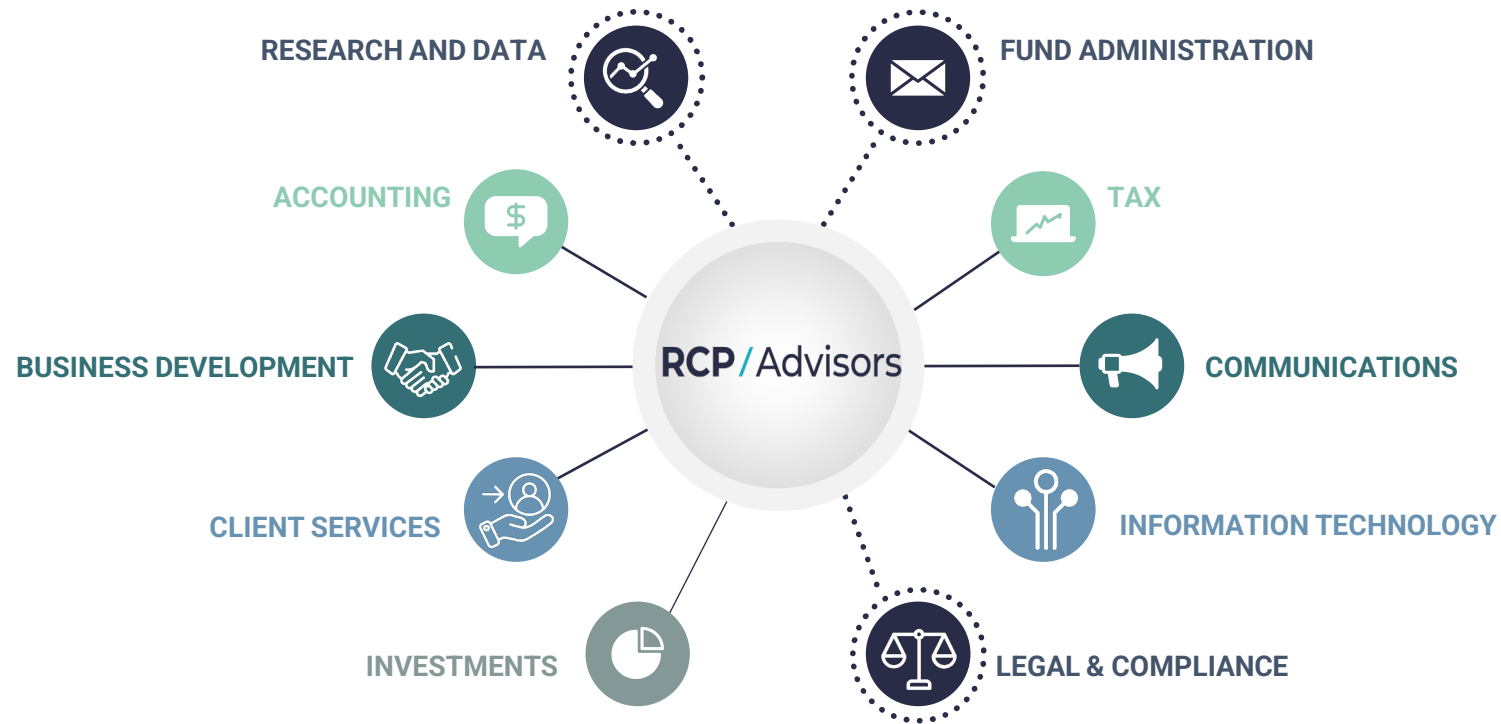 RESEARCH AND DATA
FUND ADMINISTRATION
ACCOUNTING
$
TAX
RCP/Advisors
BUSINESS DEVELOPMENT
COMMUNICATIONS
CLIENT SERVICES
INFORMATION TECHNOLOGY
INVESTMENTS
LEGAL & COMPLIANCE